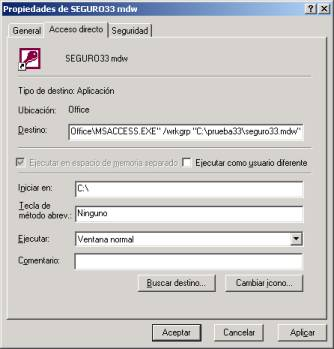 Propiedades de SEGURO33 mdw
General Acceso directo Seguridad
SEGURO33 mdw
Tipo de destino: Aplicación
Ubicación: Office
Destino: Office\MSACCESS.EXE" /wrkgrp "C:\prueba33\seguro33.mdw"
Ejecutar en espacio de memoria separado Ejecutar como usuario diferente
Iniciar en: C:\
Tecla de
método abrev.: Ninguno
Ejecutar: Ventana normal
Comentario:
Buscar destino... Cambiar icono...
Aceptar Cancelar Aplicar